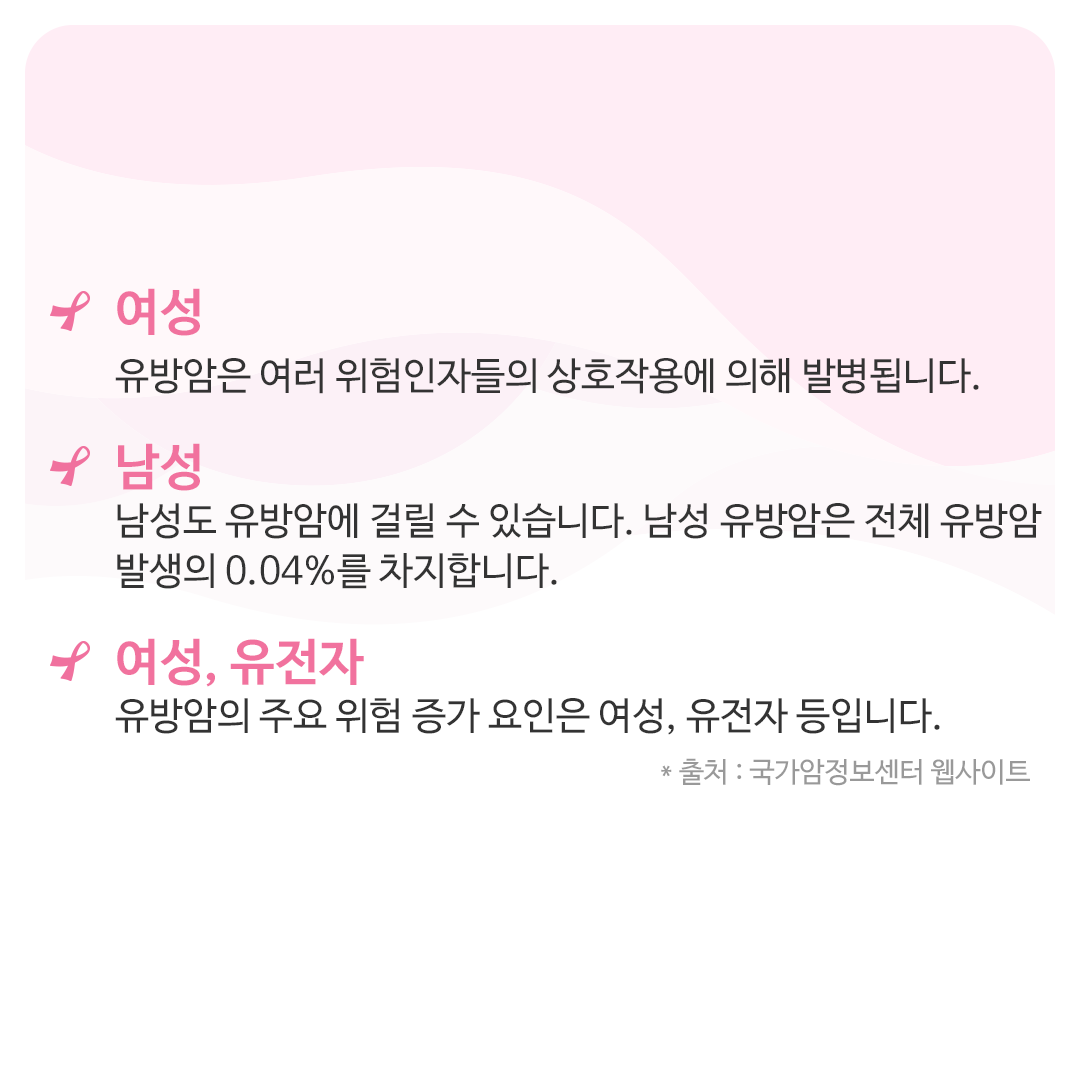 여성
유방암은 여러 위험인자들의 상호작용에 의해 발병됩니다.
남성
남성도 유방암에 걸릴 수 있습니다. 남성 유방암은 전체 유방암
발생의 0.04%를 차지합니다.
여성, 유전자
유방암의 주요 위험 증가 요인은 여성, 유전자 등입니다.
* 출처 : 국가암정보센터 웹사이트